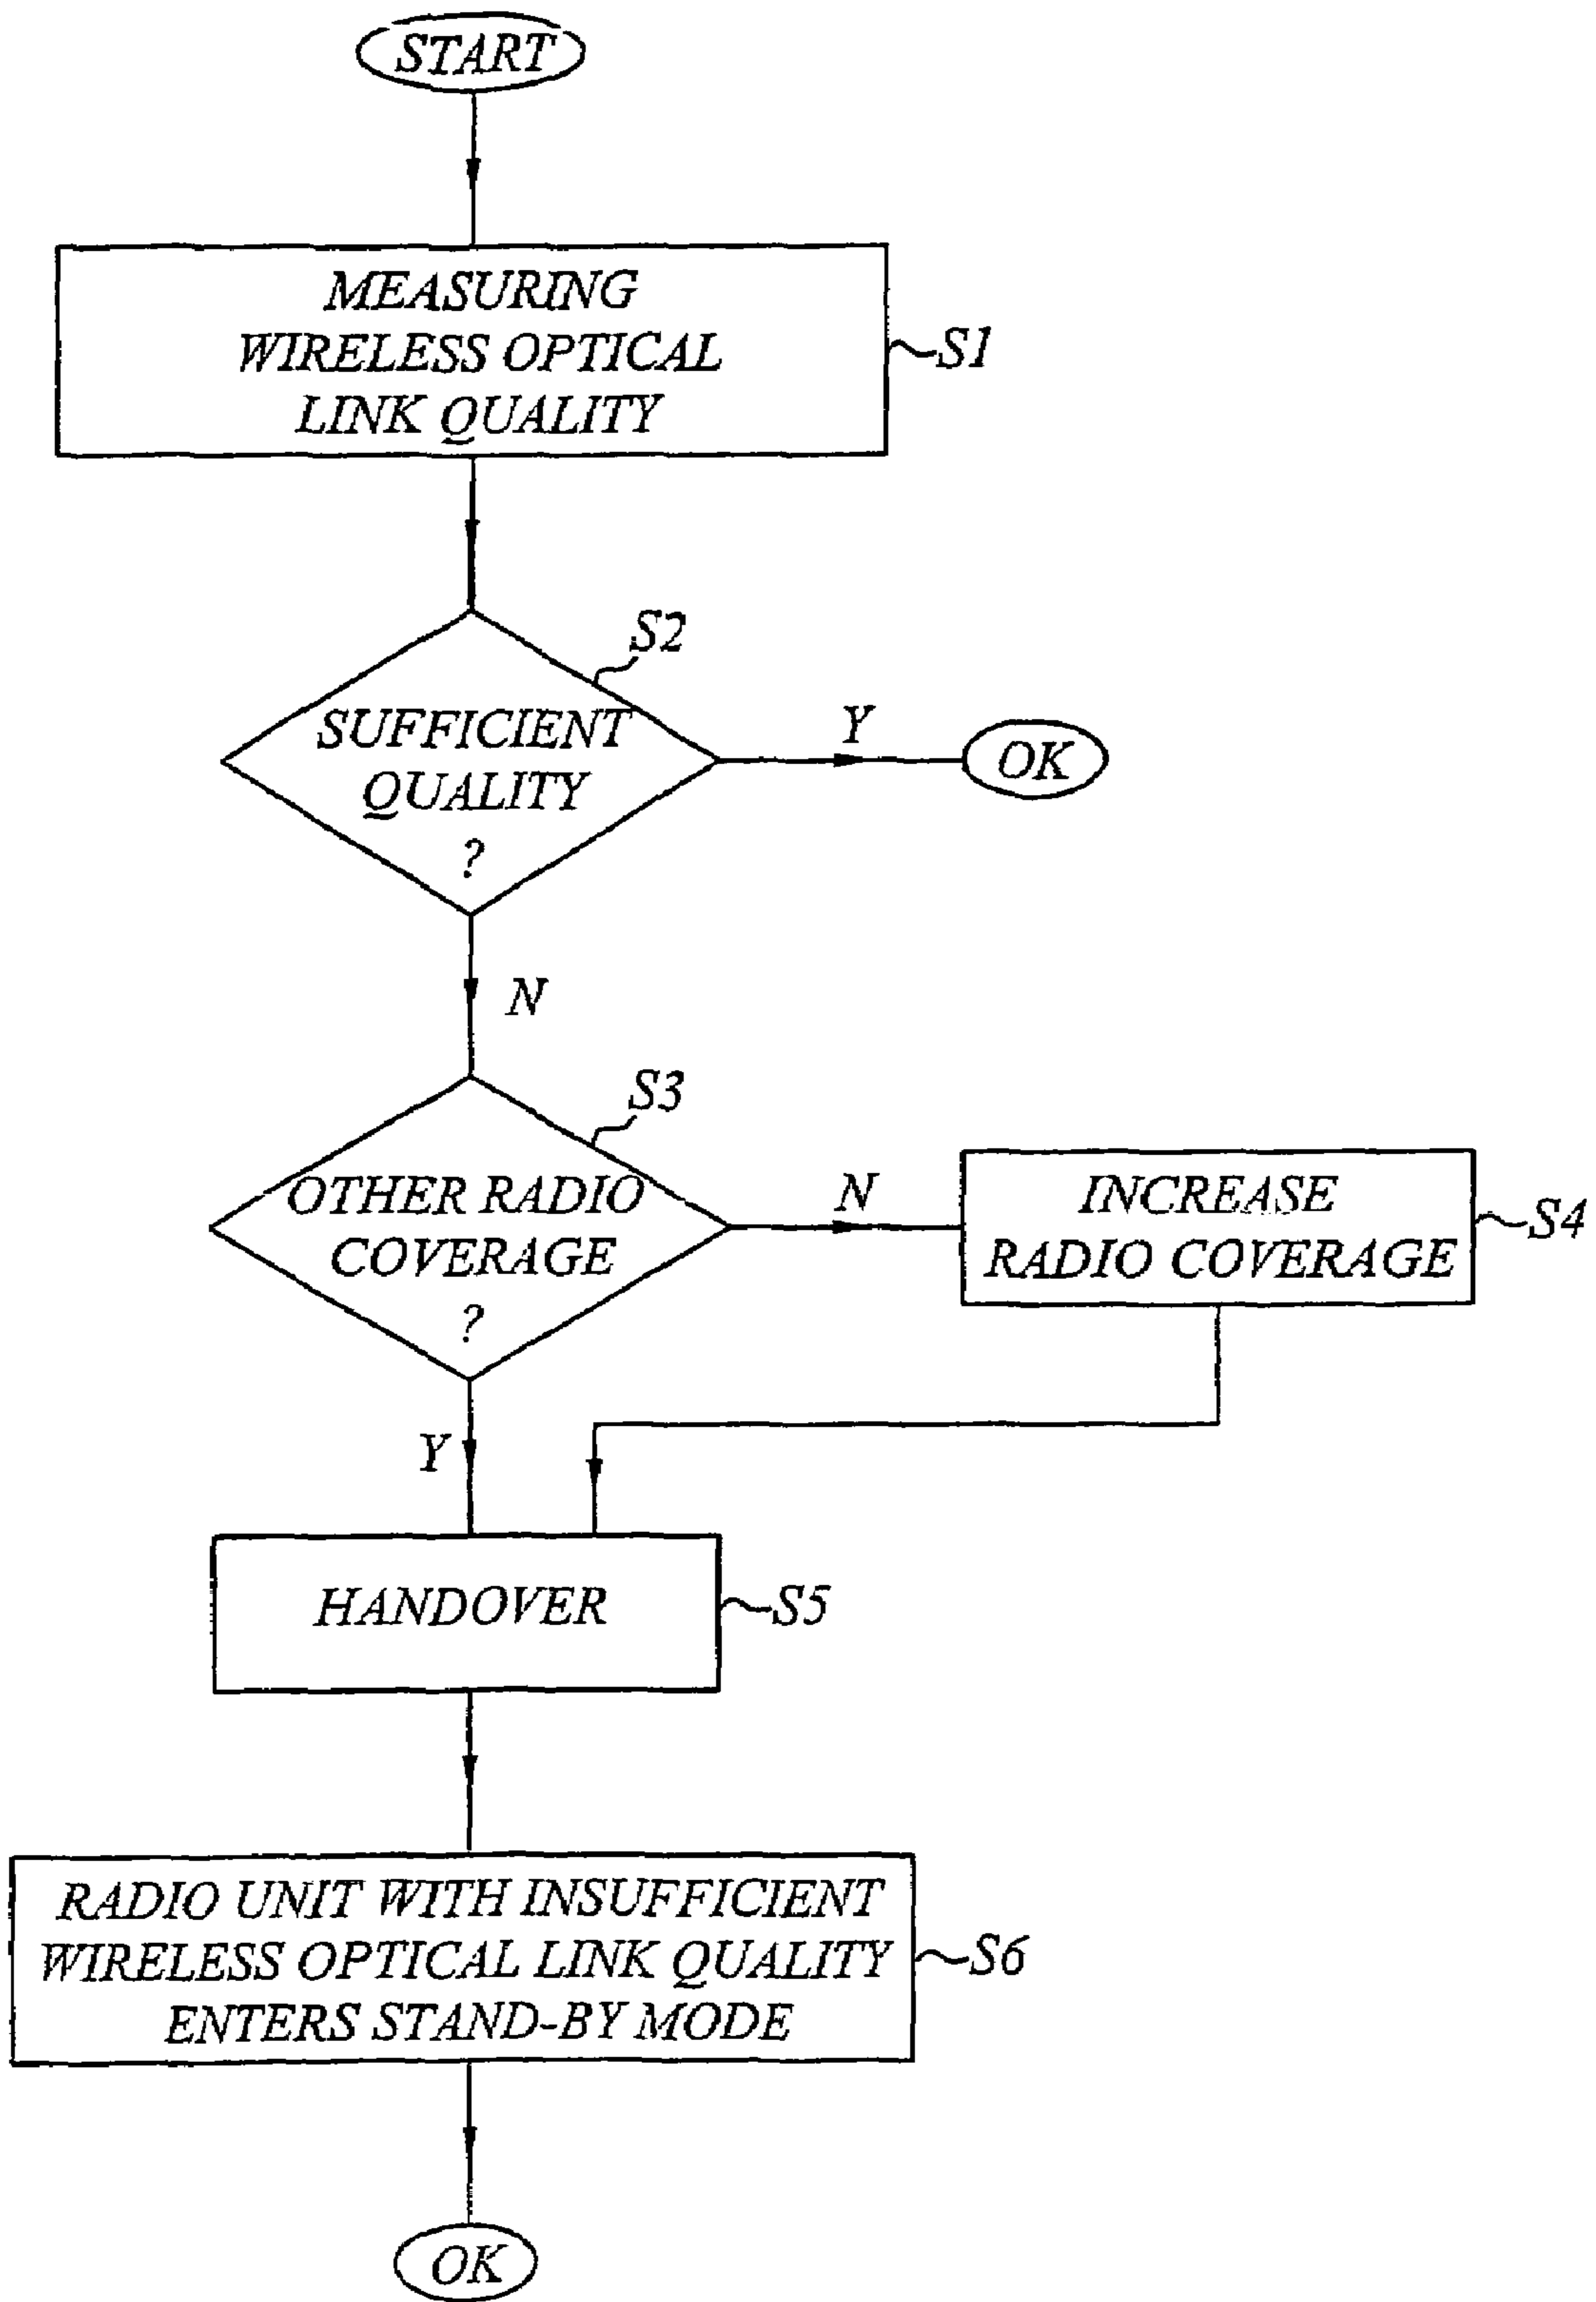 START
MEASURING
WIRELESS OPTICAL
LINK QUALITY
S1
S2
SUFFICIENT
QUALITY
?
Y
OK
N
S3
OTHER RADIO
COVERAGE
?
N
INCREASE
RADIO COVERAGE
S4
Y
HANDOVER
S5
RADIO UNIT WITH INSUFFICIENT
WIRELESS OPTICAL LINK QUALITY
ENTERS STAND-BY MODE
S6
OK